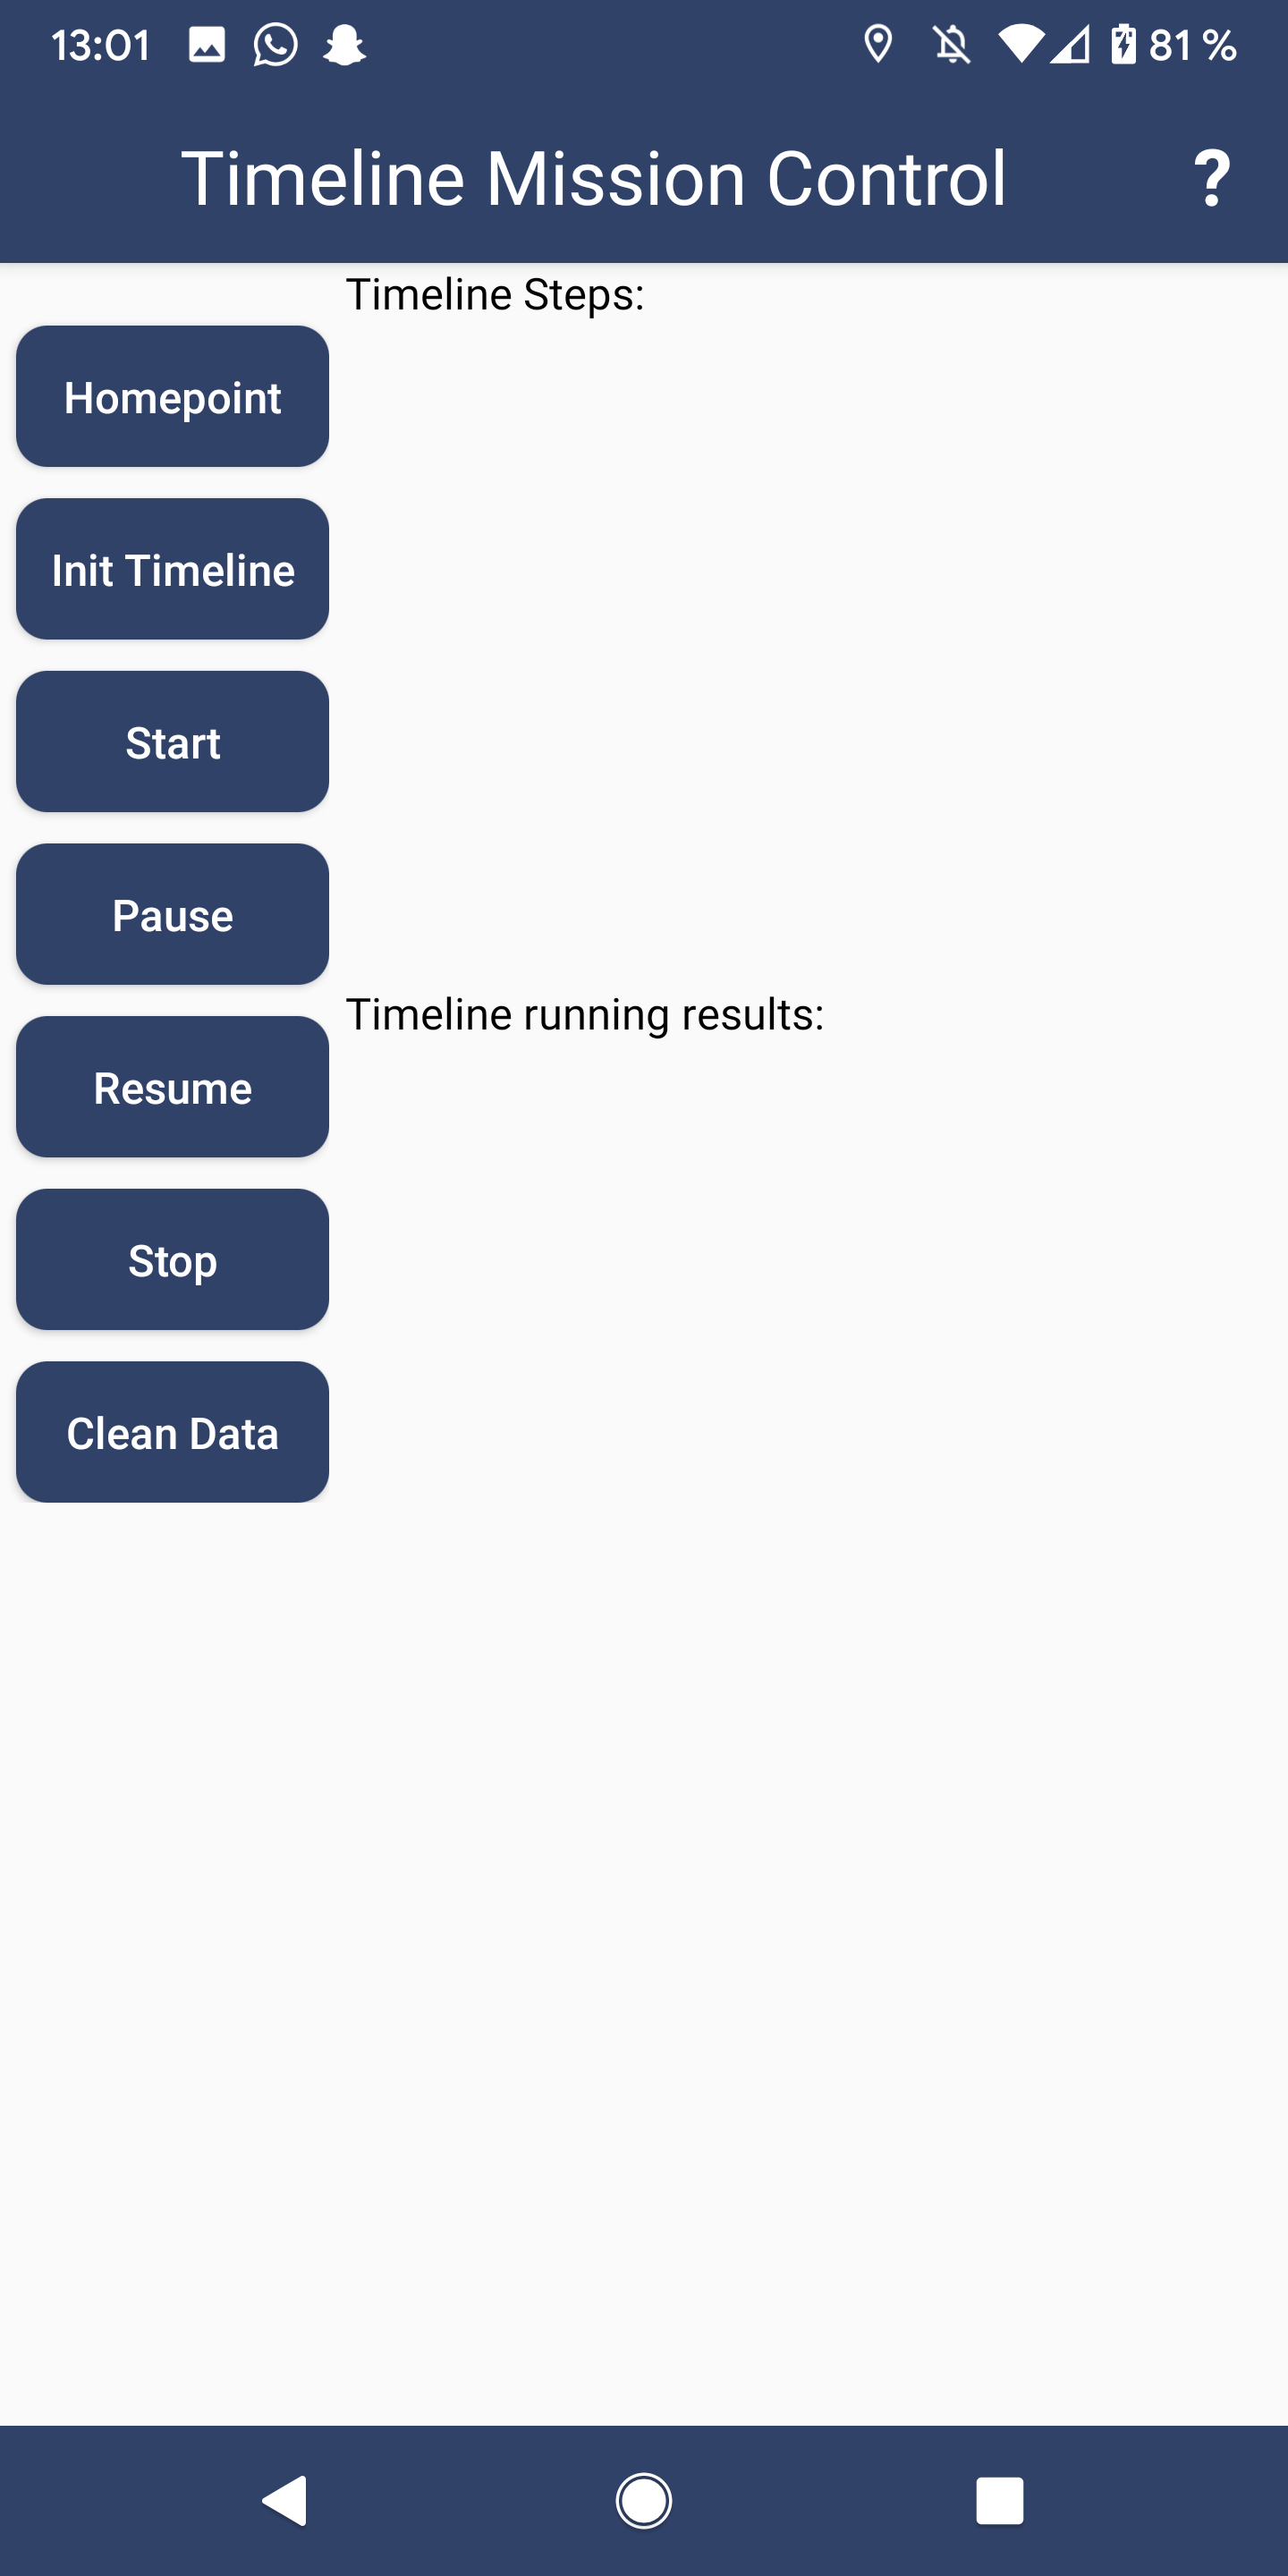 13:01 81 %
Timeline Mission Control ?
Timeline Steps:
Homepoint
Init Timeline
Start
Pause
Timeline running results:
Resume
Stop
Clean Data